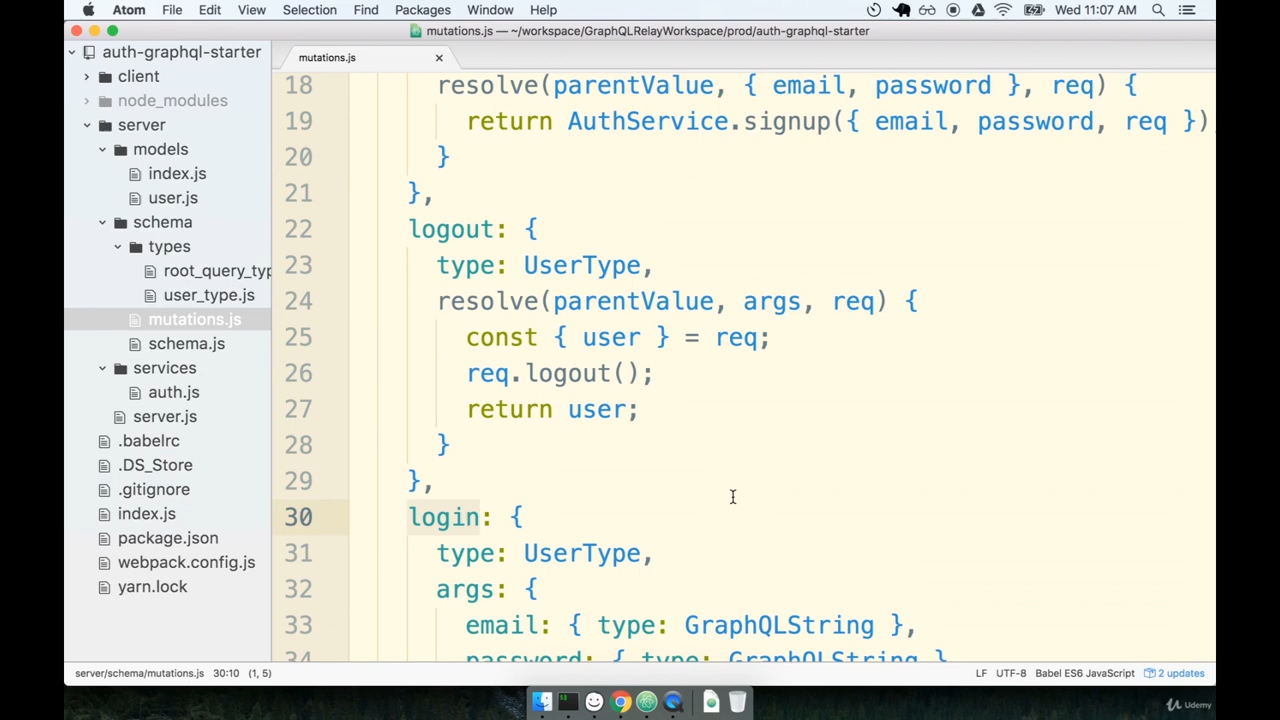 Atom File Edit View Selection Find Packages Window Help Wed 11:07 AM
mutations.js — ~/workspace/GraphQLRelayWorkspace/prod/auth-graphql-starter
auth-graphql-starter
client
node_modules
server
models
index.js
user.js
schema
types
root_query_typ
user_type.js
mutations.js
schema.js
services
auth.js
server.js
.babelrc
.DS_Store
.gitignore
index.js
package.json
webpack.config.js
yarn.lock
mutations.js
18 resolve(parentValue, { email, password }, req) {
19 return AuthService.signup({ email, password, req })
20 }
21 },
22 logout: {
23 type: UserType,
24 resolve(parentValue, args, req) {
25 const { user } = req;
26 req.logout();
27 return user;
28 }
29 },
30 login: {
31 type: UserType,
32 args: {
33 email: { type: GraphQLString },
34 password: { type: GraphQLString }
server/schema/mutations.js 30:10 (1, 5) LF UTF-8 Babel ES6 JavaScript 2 updates
Udemy